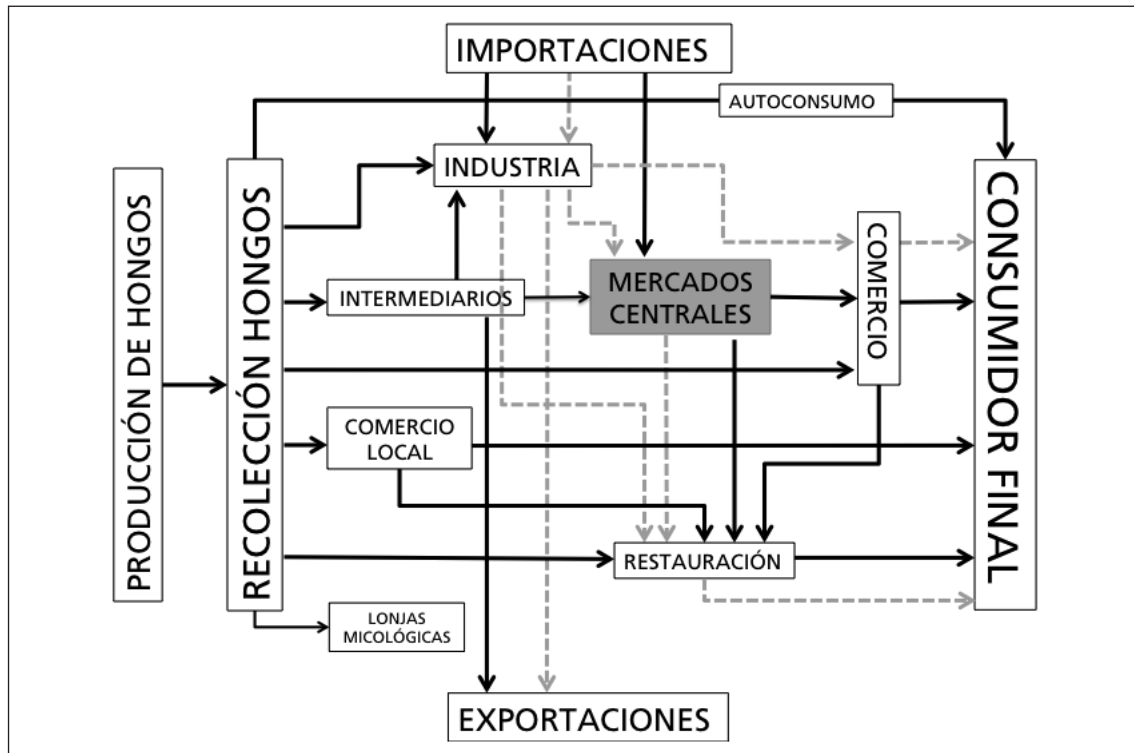 IMPORTACIONES
AUTOCONSUMO
INDUSTRIA
PRODUCCIÓN DE HONGOS
RECOLECCIÓN HONGOS
INTERMEDIARIOS
MERCADOS
CENTRALES
COMERCIO
CONSUMIDOR FINAL
COMERCIO
LOCAL
RESTAURACIÓN
LONJAS
MICOLÓGICAS
EXPORTACIONES